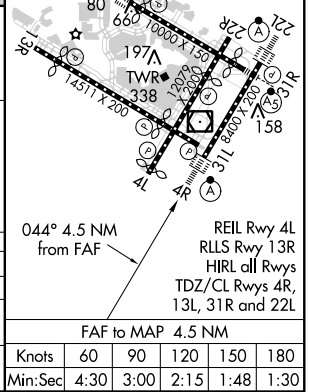 80
66
10000 X 150
22R
22L
A
13R
197
TWR
338
12079 X 200
P
31R
A5
14511 X 200
8400 X 200
158
P
P
P
31L
4L
4R
A
044° 4.5 NM
from FAF
REIL Rwy 4L
RLLS Rwy 13R
HIRL all Rwys
TDZ/CL Rwys 4R,
13L, 31R and 22L
FAF to MAP 4.5 NM
Knots 60 90 120 150 180
Min:Sec 4:30 3:00 2:15 1:48 1:30